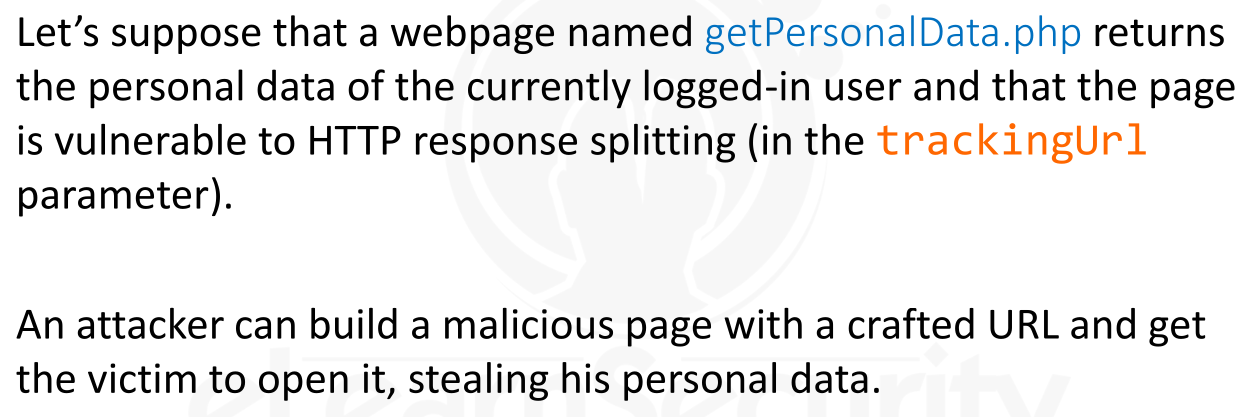 Let's suppose that a webpage named getPersonalData.php returns
the personal data of the currently logged-in user and that the page
is vulnerable to HTTP response splitting (in the trackingUrl
parameter).
An attacker can build a malicious page with a crafted URL and get
the victim to open it, stealing his personal data.